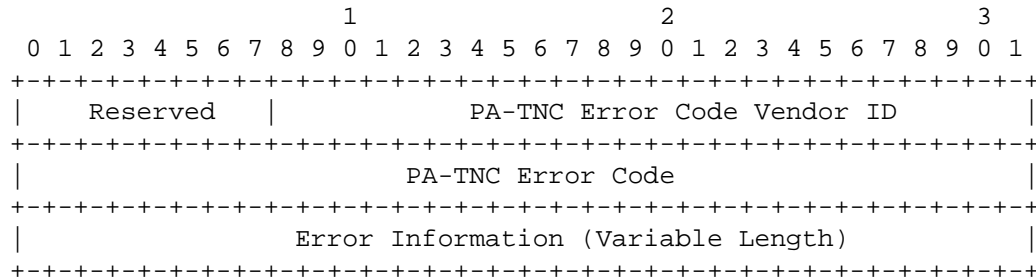 1                   2                   3
 0 1 2 3 4 5 6 7 8 9 0 1 2 3 4 5 6 7 8 9 0 1 2 3 4 5 6 7 8 9 0 1
+-+-+-+-+-+-+-+-+-+-+-+-+-+-+-+-+-+-+-+-+-+-+-+-+-+-+-+-+-+-+-+-+
|    Reserved   |            PA-TNC Error Code Vendor ID        |
+-+-+-+-+-+-+-+-+-+-+-+-+-+-+-+-+-+-+-+-+-+-+-+-+-+-+-+-+-+-+-+-+
|                        PA-TNC Error Code                      |
+-+-+-+-+-+-+-+-+-+-+-+-+-+-+-+-+-+-+-+-+-+-+-+-+-+-+-+-+-+-+-+-+
|                 Error Information (Variable Length)           |
+-+-+-+-+-+-+-+-+-+-+-+-+-+-+-+-+-+-+-+-+-+-+-+-+-+-+-+-+-+-+-+-+